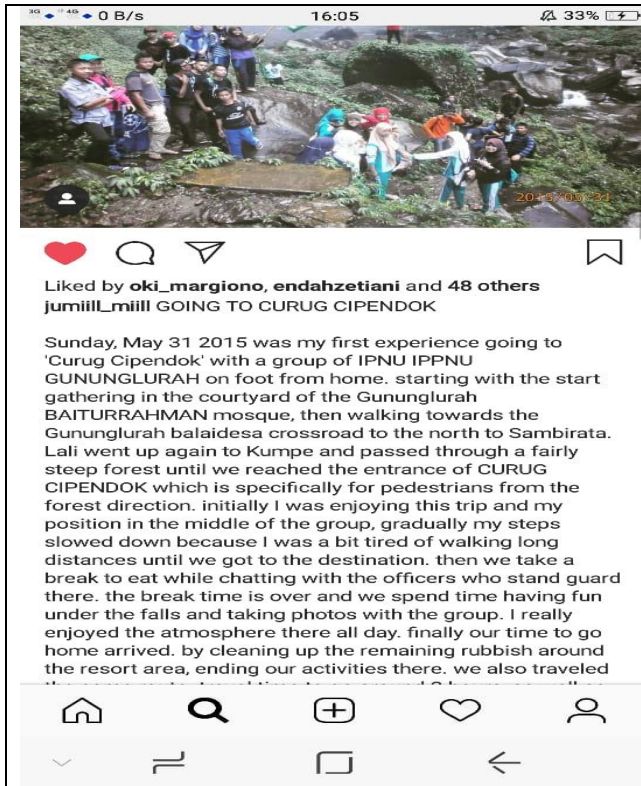 3G 4G 0 B/s 16:05 33%
2015/05/31
Liked by oki_margiono, endahzetiani and 48 others
jumiill_miill GOING TO CURUG CIPENDOK
Sunday, May 31 2015 was my first experience going to
'Curug Cipendok' with a group of IPNU IPPNU
GUNUNGLURAH on foot from home. starting with the start
gathering in the courtyard of the Gununglurah
BAITURRAHMAN mosque, then walking towards the
Gununglurah balaidesa crossroad to the north to Sambirata.
Lali went up again to Kumpe and passed through a fairly
steep forest until we reached the entrance of CURUG
CIPENDOK which is specifically for pedestrians from the
forest direction. initially I was enjoying this trip and my
position in the middle of the group, gradually my steps
slowed down because I was a bit tired of walking long
distances until we got to the destination. then we take a
break to eat while chatting with the officers who stand guard
there. the break time is over and we spend time having fun
under the falls and taking photos with the group. I really
enjoyed the atmosphere there all day. finally our time to go
home arrived. by cleaning up the remaining rubbish around
the resort area, ending our activities there. we also traveled